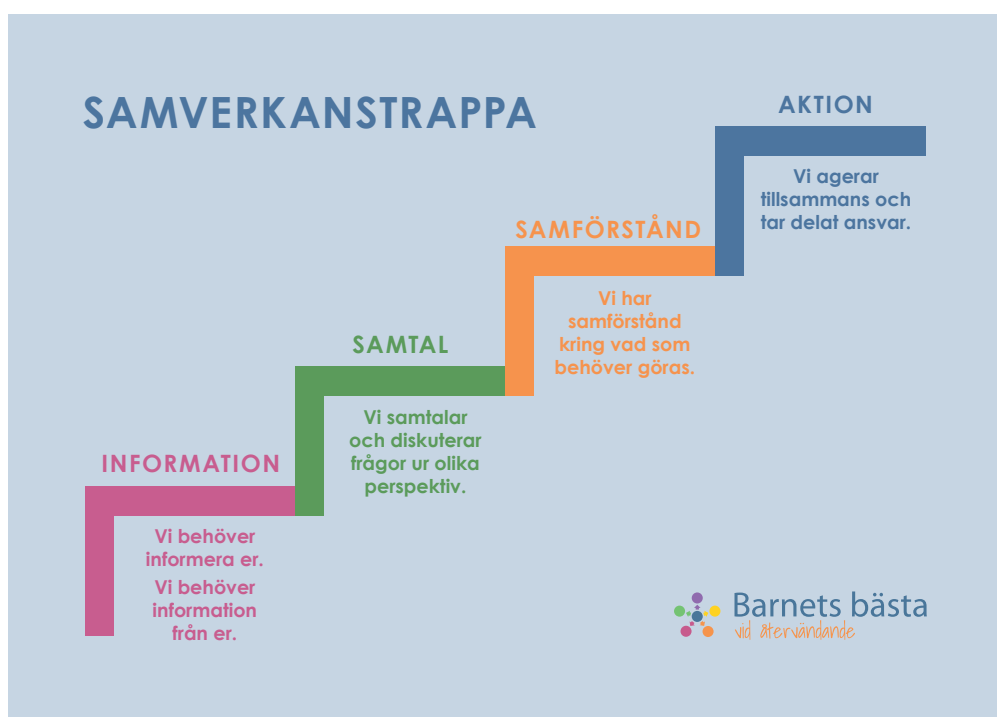 SAMVERKANSTRAPPA
AKTION
Vi agerar
tillsammans och
tar delat ansvar.
SAMFÖRSTÅND
Vi har
samförstånd
kring vad som
behöver göras.
SAMTAL
Vi samtalar
och diskuterar
frågor ur olika
perspektiv.
INFORMATION
Vi behöver
informera er.
Vi behöver
information
från er.
Barnets bästa
vid återvändande